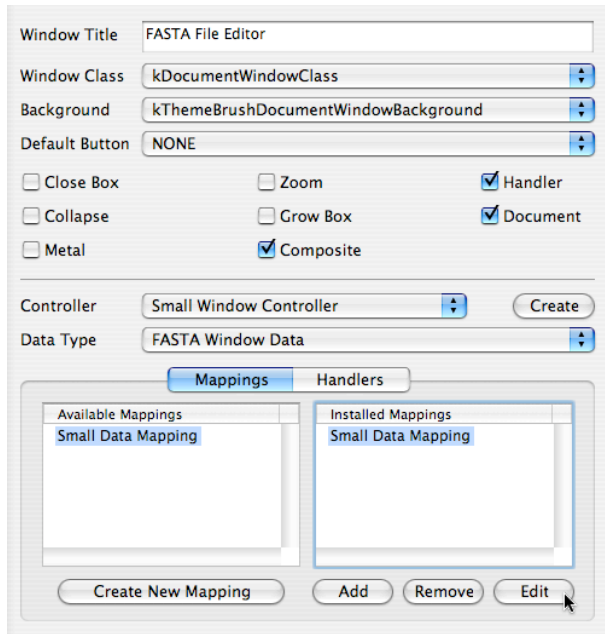 Window Title FASTA File Editor
Window Class kDocumentWindowClass
Background kThemeBrushDocumentWindowBackground
Default Button NONE
Close Box Zoom Handler
Collapse Grow Box Document
Metal Composite
Controller Small Window Controller Create
Data Type FASTA Window Data
Mappings Handlers
Available Mappings Installed Mappings
Small Data Mapping Small Data Mapping
Create New Mapping Add Remove Edit